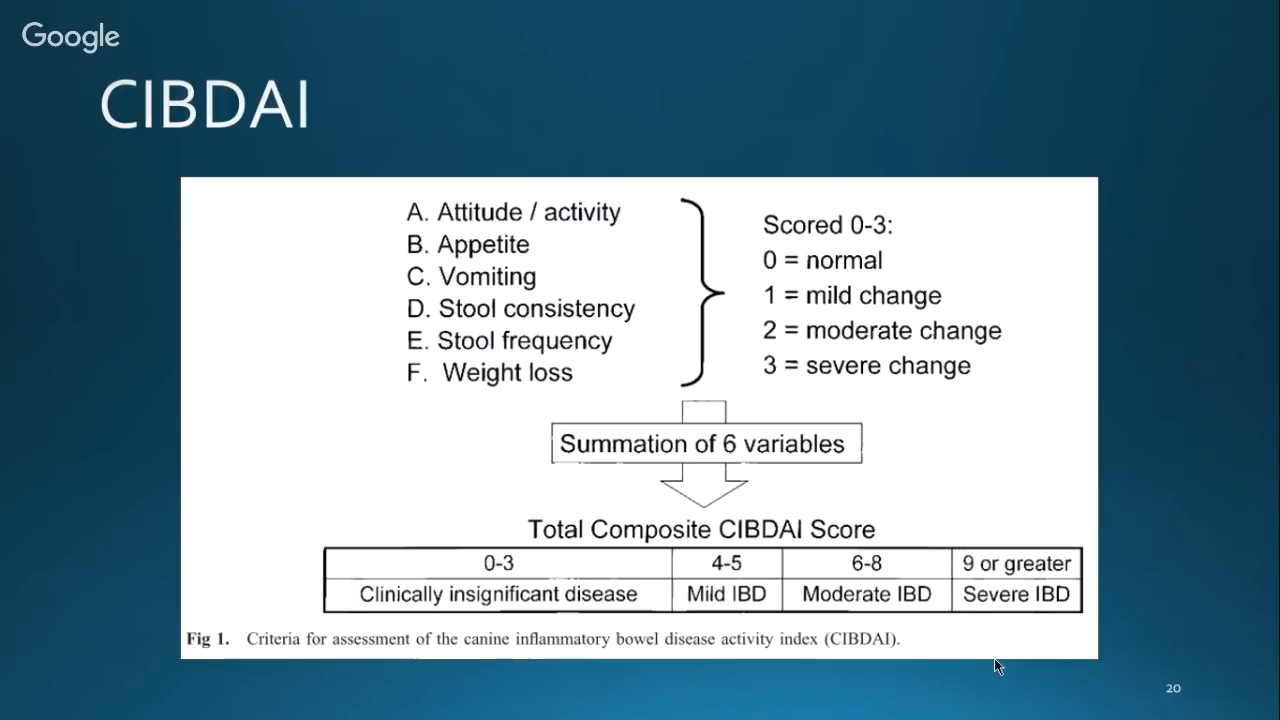 Google
CIBDAI
A. Attitude / activity
B. Appetite
C. Vomiting
D. Stool consistency
E. Stool frequency
F. Weight loss
Scored 0-3:
0 = normal
1 = mild change
2 = moderate change
3 = severe change
Summation of 6 variables
Total Composite CIBDAI Score
0-3 4-5 6-8 9 or greater
Clinically insignificant disease Mild IBD Moderate IBD Severe IBD
Fig 1. Criteria for assessment of the canine inflammatory bowel disease activity index (CIBDAI).
20